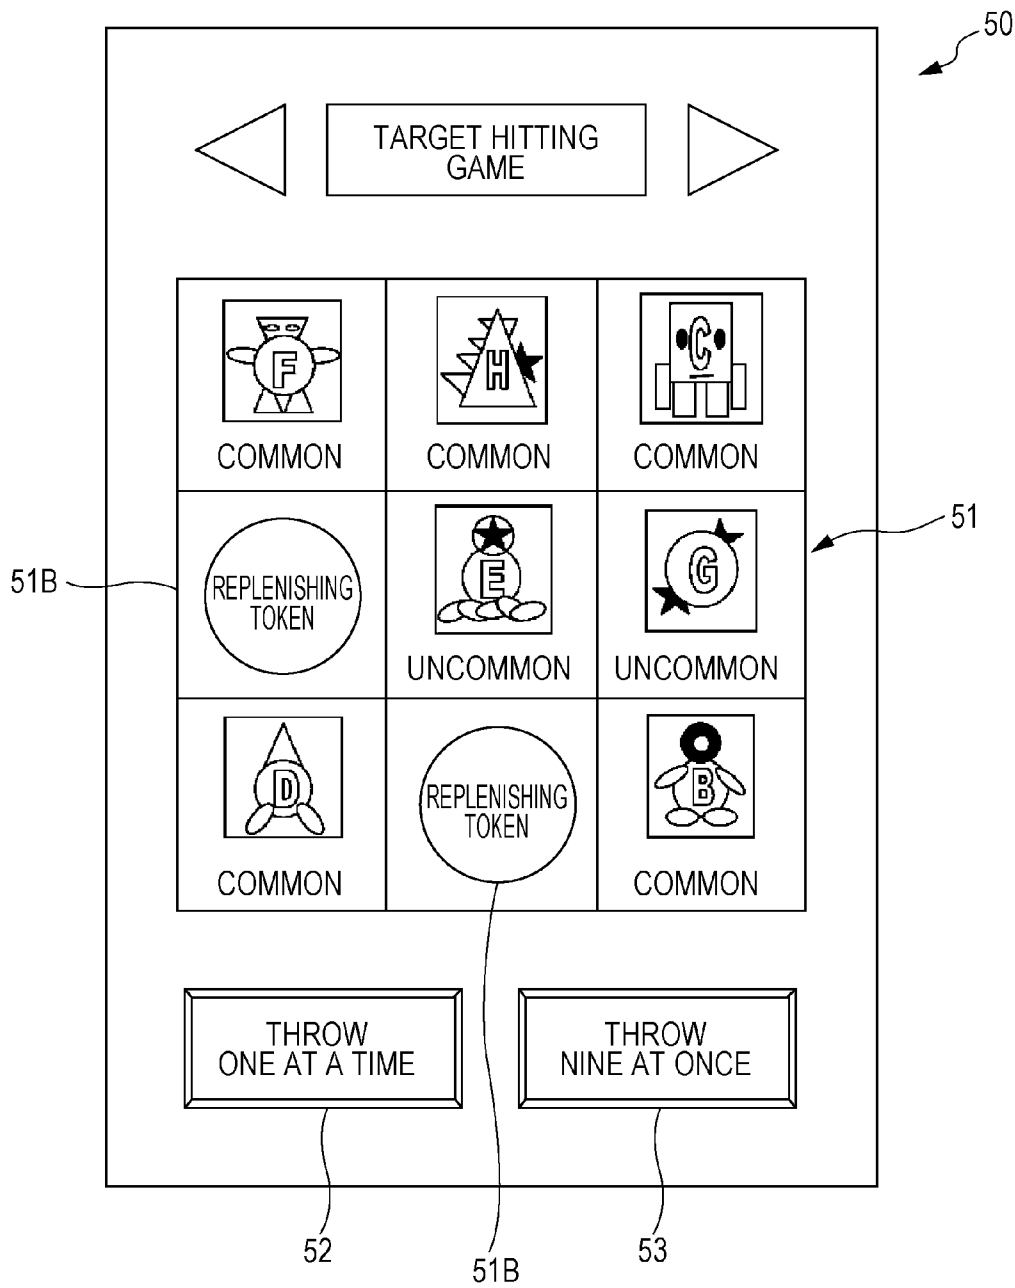 50
TARGET HITTING
GAME
F
H
C
COMMON
COMMON
COMMON
51
51B
REPLENISHING
TOKEN
E
G
UNCOMMON
UNCOMMON
D
REPLENISHING
TOKEN
B
COMMON
COMMON
THROW
ONE AT A TIME
THROW
NINE AT ONCE
52
51B
53